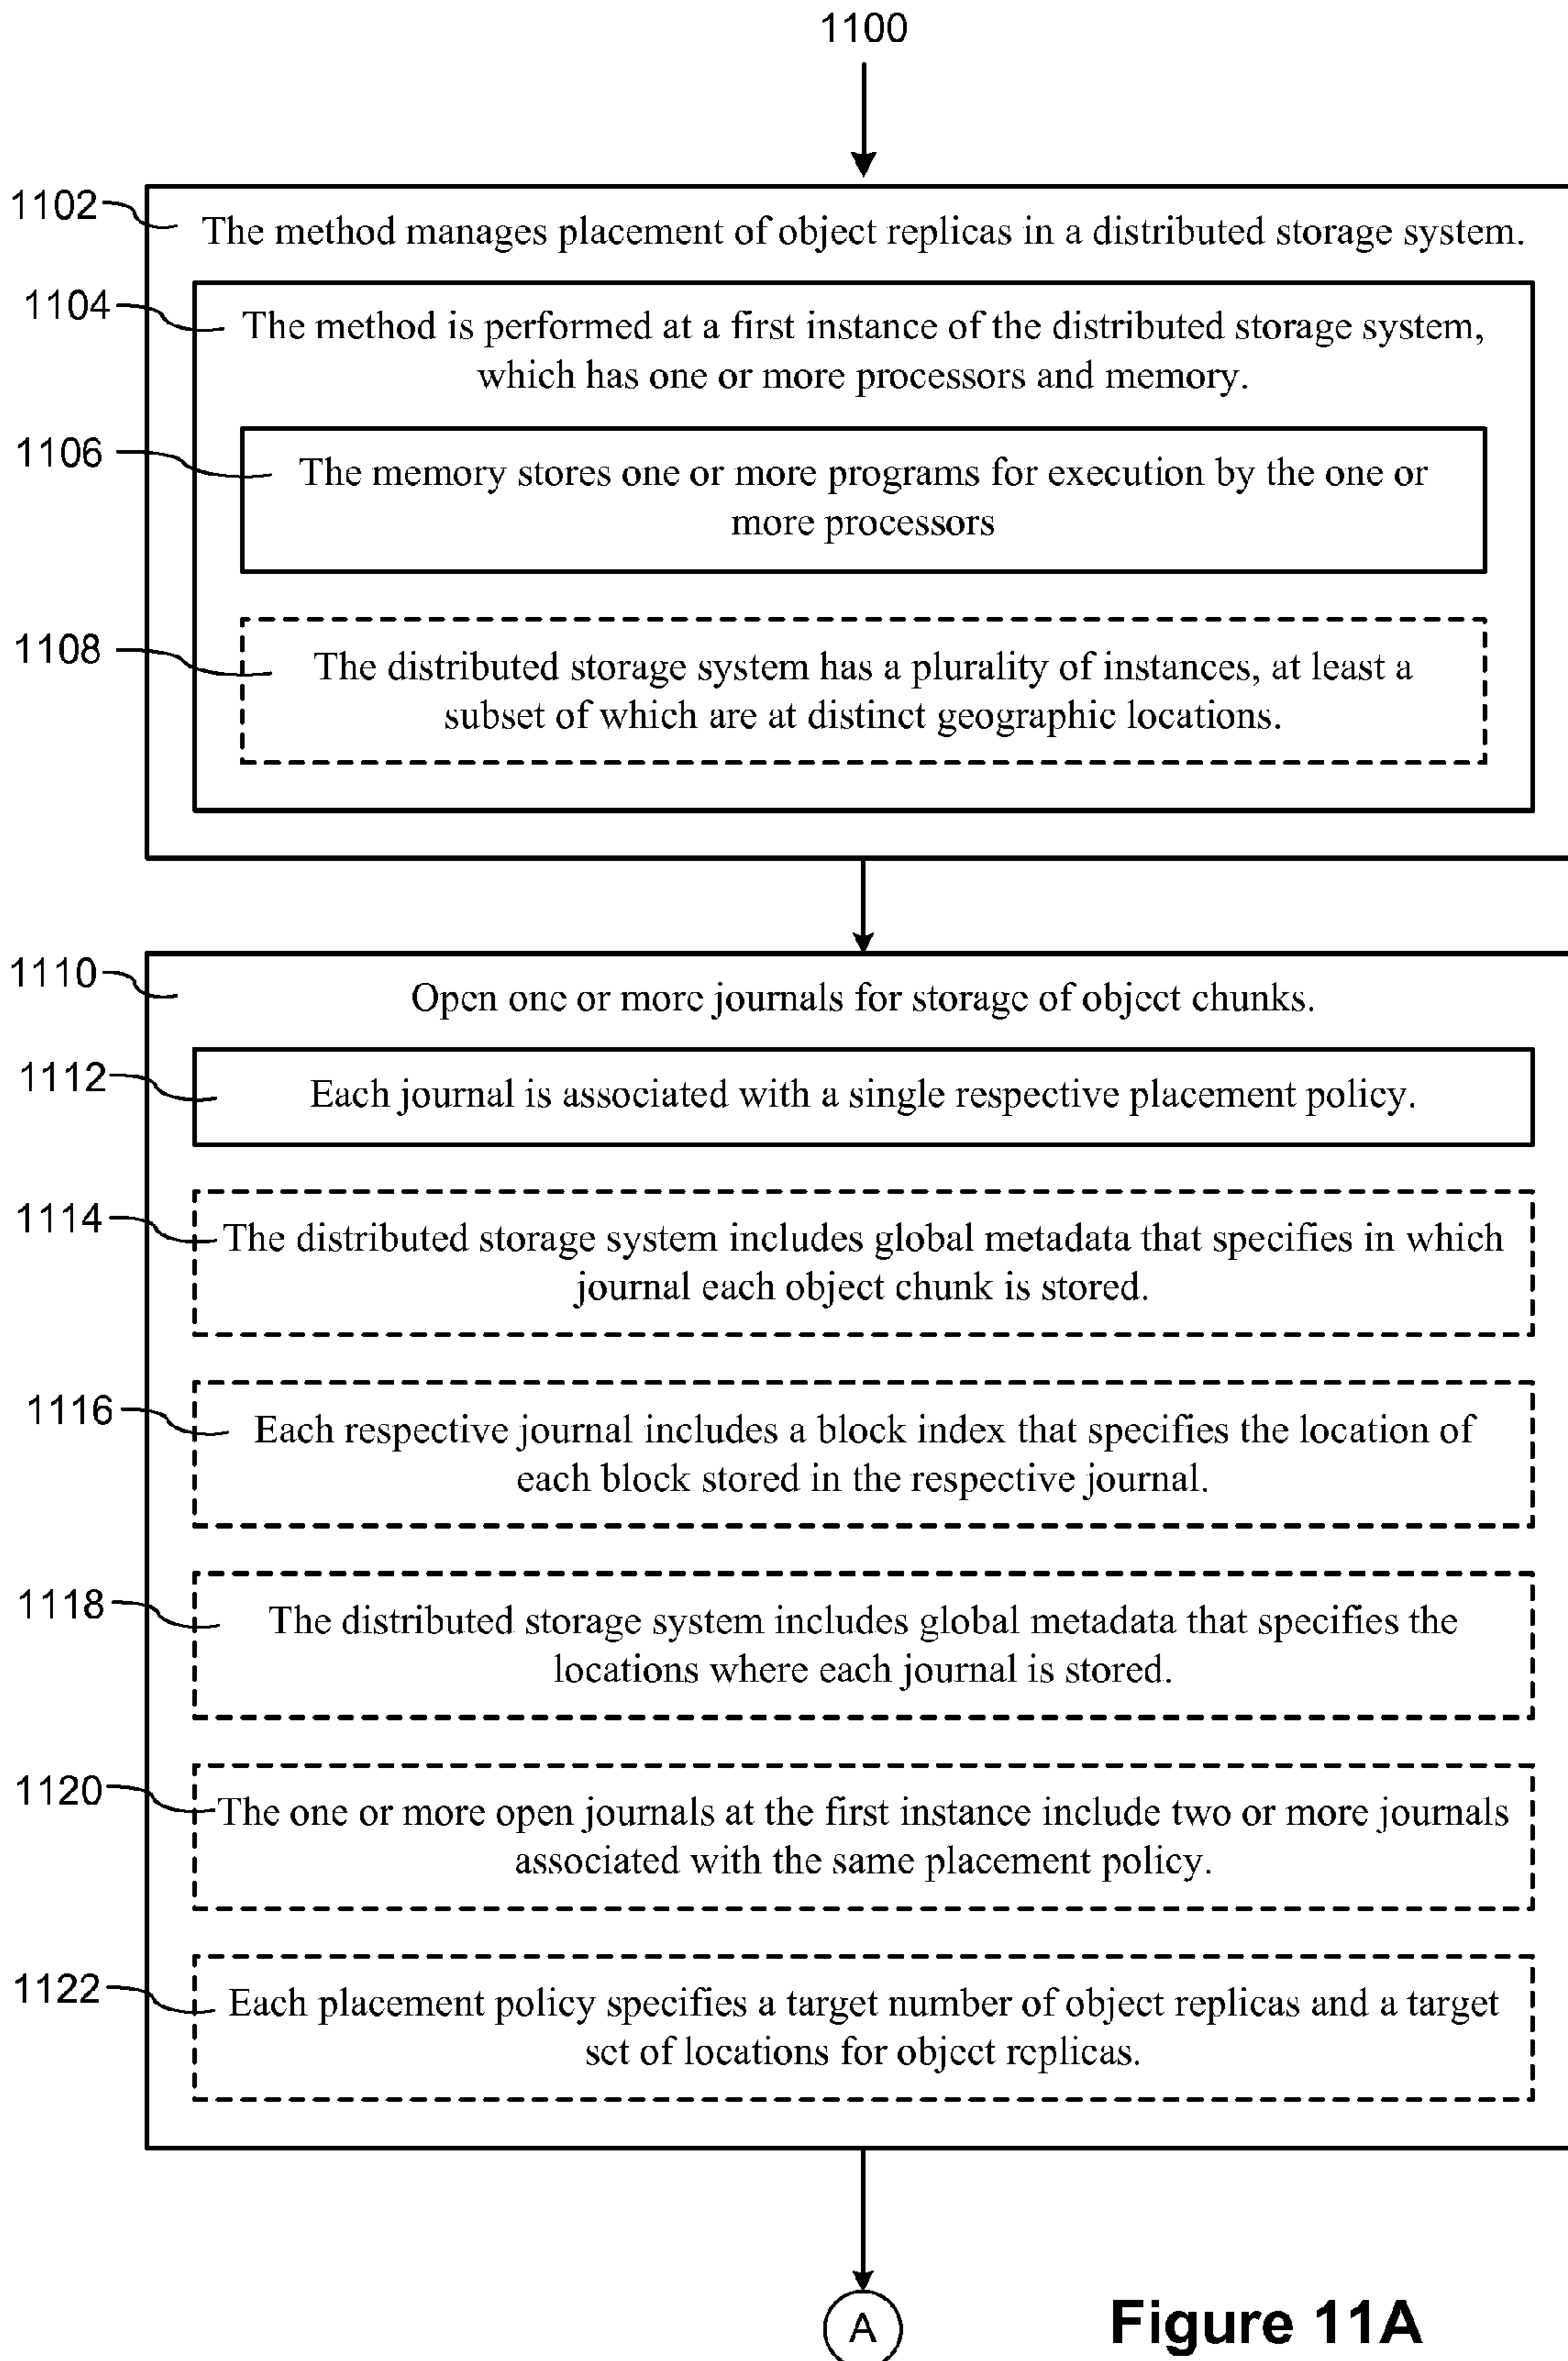 1100
1102
The method manages placement of object replicas in a distributed storage system.
1104
The method is performed at a first instance of the distributed storage system,
which has one or more processors and memory.
1106
The memory stores one or more programs for execution by the one or
more processors
1108
The distributed storage system has a plurality of instances, at least a
subset of which are at distinct geographic locations.
1110
Open one or more journals for storage of object chunks.
1112
Each journal is associated with a single respective placement policy.
1114
The distributed storage system includes global metadata that specifies in which
journal each object chunk is stored.
1116
Each respective journal includes a block index that specifies the location of
each block stored in the respective journal.
1118
The distributed storage system includes global metadata that specifies the
locations where each journal is stored.
1120
The one or more open journals at the first instance include two or more journals
associated with the same placement policy.
1122
Each placement policy specifies a target number of object replicas and a target
set of locations for object replicas.
A
Figure 11A